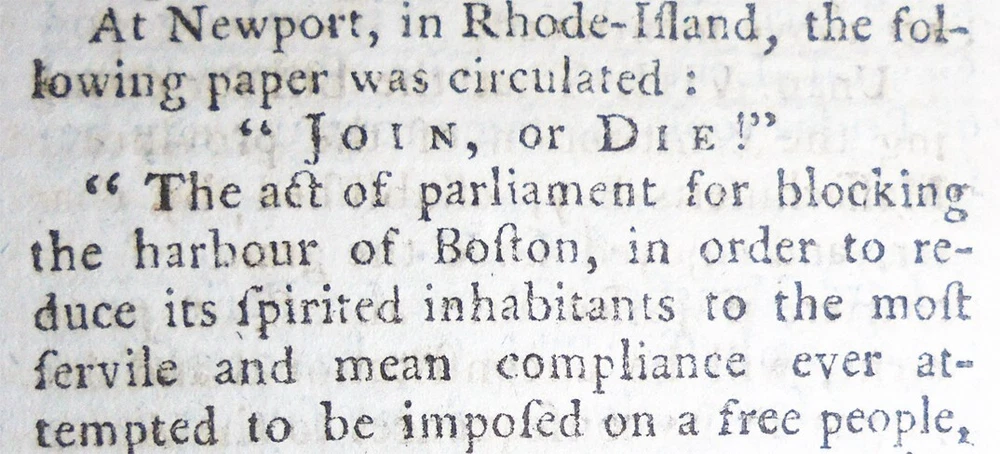 At Newport, in Rhode-Iſland, the fol-
lowing paper was circulated :
“ JOIN, or DIE!”
“ The act of parliament for blocking
the harbour of Boſton, in order to re-
duce its ſpirited inhabitants to the moſt
ſervile and mean compliance ever at-
tempted to be impoſed on a free people,